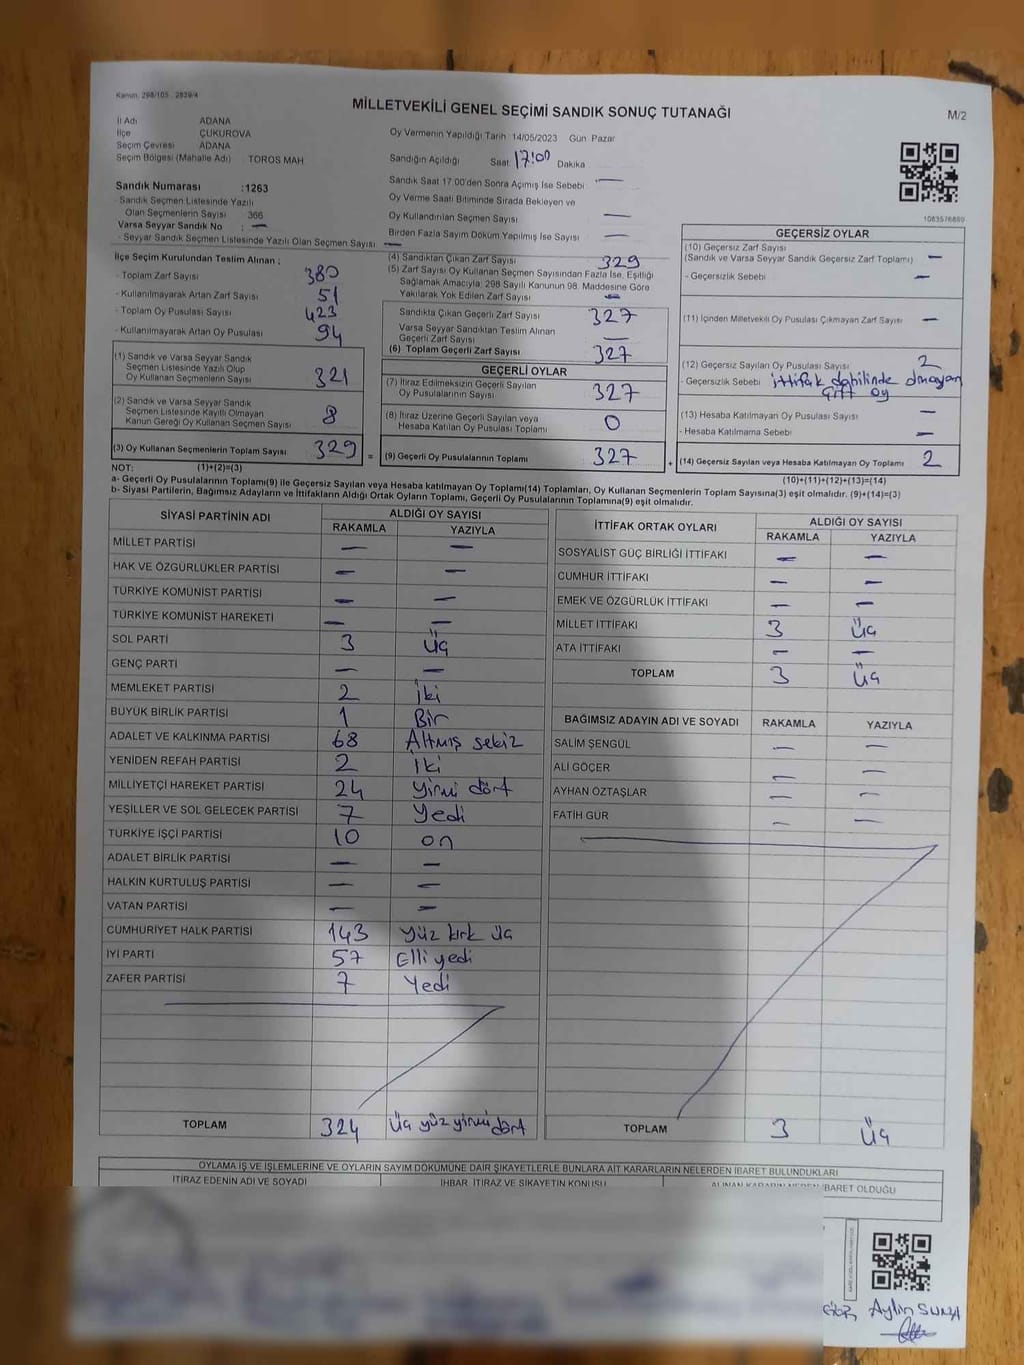 Kanun: 298/105 . 2839/4
MİLLETVEKİLİ GENEL SEÇİMİ SANDIK SONUÇ TUTANAĞI
M/2
İl Adı ADANA
İlçe ÇUKUROVA
Seçim Çevresi ADANA
Seçim Bölgesi (Mahalle Adı) TOROS MAH
Oy Vermenin Yapıldığı Tarih 14/05/2023 Gün Pazar
Sandığın Açıldığı Saat 17:00 Dakika
Sandık Saat 17.00'den Sonra Açımış İse Sebebi —
Oy Verme Saati Bitiminde Sırada Bekleyen ve
Oy Kullandırılan Seçmen Sayısı —
Birden Fazla Sayım Döküm Yapılmış İse Sayısı —
Sandık Numarası :1263
- Sandık Seçmen Listesinde Yazılı
Olan Seçmenlerin Sayısı 366
Varsa Seyyar Sandık No : —
- Seyyar Sandık Seçmen Listesinde Yazılı Olan Seçmen Sayısı: —
İlçe Seçim Kurulundan Teslim Alınan ;
- Toplam Zarf Sayısı 380
- Kullanılmayarak Artan Zarf Sayısı 51
- Toplam Oy Pusulası Sayısı 423
- Kullanılmayarak Artan Oy Pusulası 94
(1) Sandık ve Varsa Seyyar Sandık
Seçmen Listesinde Yazılı Olup
Oy Kullanan Seçmenlerin Sayısı 321
(2) Sandık ve Varsa Seyyar Sandık
Seçmen Listesinde Kayıtlı Olmayan
Kanun Gereği Oy Kullanan Seçmen Sayısı 8
(3) Oy Kullanan Seçmenlerin Toplam Sayısı 329 =
(4) Sandıktan Çıkan Zarf Sayısı 329
(5) Zarf Sayısı Oy Kullanan Seçmen Sayısından Fazla İse, Eşitliği
Sağlamak Amacıyla; 298 Sayılı Kanunun 98. Maddesine Göre
Yakılarak Yok Edilen Zarf Sayısı —
Sandıkta Çıkan Geçerli Zarf Sayısı 327
Varsa Seyyar Sandıktan Teslim Alınan
Geçerli Zarf Sayısı —
(6) Toplam Geçerli Zarf Sayısı 327
GEÇERLİ OYLAR
(7) İtiraz Edilmeksizin Geçerli Sayılan
Oy Pusulalarının Sayısı 327
(8) İtiraz Üzerine Geçerli Sayılan veya
Hesaba Katılan Oy Pusulası Toplamı 0
(9) Geçerli Oy Pusulalarının Toplamı 327 +
1083576869
GEÇERSİZ OYLAR
(10) Geçersiz Zarf Sayısı
(Sandık ve Varsa Seyyar Sandık Geçersiz Zarf Toplamı) —
- Geçersizlik Sebebi —
(11) İçinden Milletvekili Oy Pusulası Çıkmayan Zarf Sayısı —
(12) Geçersiz Sayılan Oy Pusulası Sayısı 2
- Geçersizlik Sebebi ittifak dahilinde olmayan
çift oy
(13) Hesaba Katılmayan Oy Pusulası Sayısı —
- Hesaba Katılmama Sebebi —
(14) Geçersiz Sayılan veya Hesaba Katılmayan Oy Toplamı 2
NOT: (1)+(2)=(3)
(10)+(11)+(12)+(13)=(14)
a- Geçerli Oy Pusulalarının Toplamı(9) ile Geçersiz Sayılan veya Hesaba katılmayan Oy Toplamı(14) Toplamları, Oy Kullanan Seçmenlerin Toplam Sayısına(3) eşit olmalıdır. (9)+(14)=(3)
b- Siyasi Partilerin, Bağımsız Adayların ve İttifakların Aldığı Ortak Oyların Toplamı, Geçerli Oy Pusulalarının Toplamına(9) eşit olmalıdır.
SİYASİ PARTİNİN ADI ALDIĞI OY SAYISI
RAKAMLA YAZIYLA
MİLLET PARTİSİ — —
HAK VE ÖZGÜRLÜKLER PARTİSİ — —
TÜRKİYE KOMÜNİST PARTİSİ — —
TÜRKİYE KOMÜNİST HAREKETİ — —
SOL PARTİ 3 Üç
GENÇ PARTİ — —
MEMLEKET PARTİSİ 2 İki
BÜYÜK BİRLİK PARTİSİ 1 Bir
ADALET VE KALKINMA PARTİSİ 68 Altmış sekiz
YENİDEN REFAH PARTİSİ 2 İki
MİLLİYETÇİ HAREKET PARTİSİ 24 Yirmi dört
YEŞİLLER VE SOL GELECEK PARTİSİ 7 Yedi
TÜRKİYE İŞÇİ PARTİSİ 10 on
ADALET BİRLİK PARTİSİ — —
HALKIN KURTULUŞ PARTİSİ — —
VATAN PARTİSİ — —
CUMHURİYET HALK PARTİSİ 143 Yüz kırk üç
İYİ PARTİ 57 Elli yedi
ZAFER PARTİSİ 7 Yedi
TOPLAM 324 Üç yüz yirmi dört
İTTİFAK ORTAK OYLARI ALDIĞI OY SAYISI
RAKAMLA YAZIYLA
SOSYALİST GÜÇ BİRLİĞİ İTTİFAKI — —
CUMHUR İTTİFAKI — —
EMEK VE ÖZGÜRLÜK İTTİFAKI — —
MİLLET İTTİFAKI 3 Üç
ATA İTTİFAKI — —
TOPLAM 3 Üç
BAĞIMSIZ ADAYIN ADI VE SOYADI RAKAMLA YAZIYLA
SALİM ŞENGÜL — —
ALİ GÖÇER — —
AYHAN ÖZTAŞLAR — —
FATİH GÜR — —
TOPLAM 3 Üç
OYLAMA İŞ VE İŞLEMLERİNE VE OYLARIN SAYIM DÖKÜMÜNE DAİR ŞİKAYETLERLE BUNLARA AİT KARARLARIN NELERDEN İBARET BULUNDUKLARI
İTİRAZ EDENİN ADI VE SOYADI İHBAR, İTİRAZ VE ŞİKAYETİN KONUSU ALINAN KARARIN NEDEN İBARET OLDUĞU
Aylin SUNA